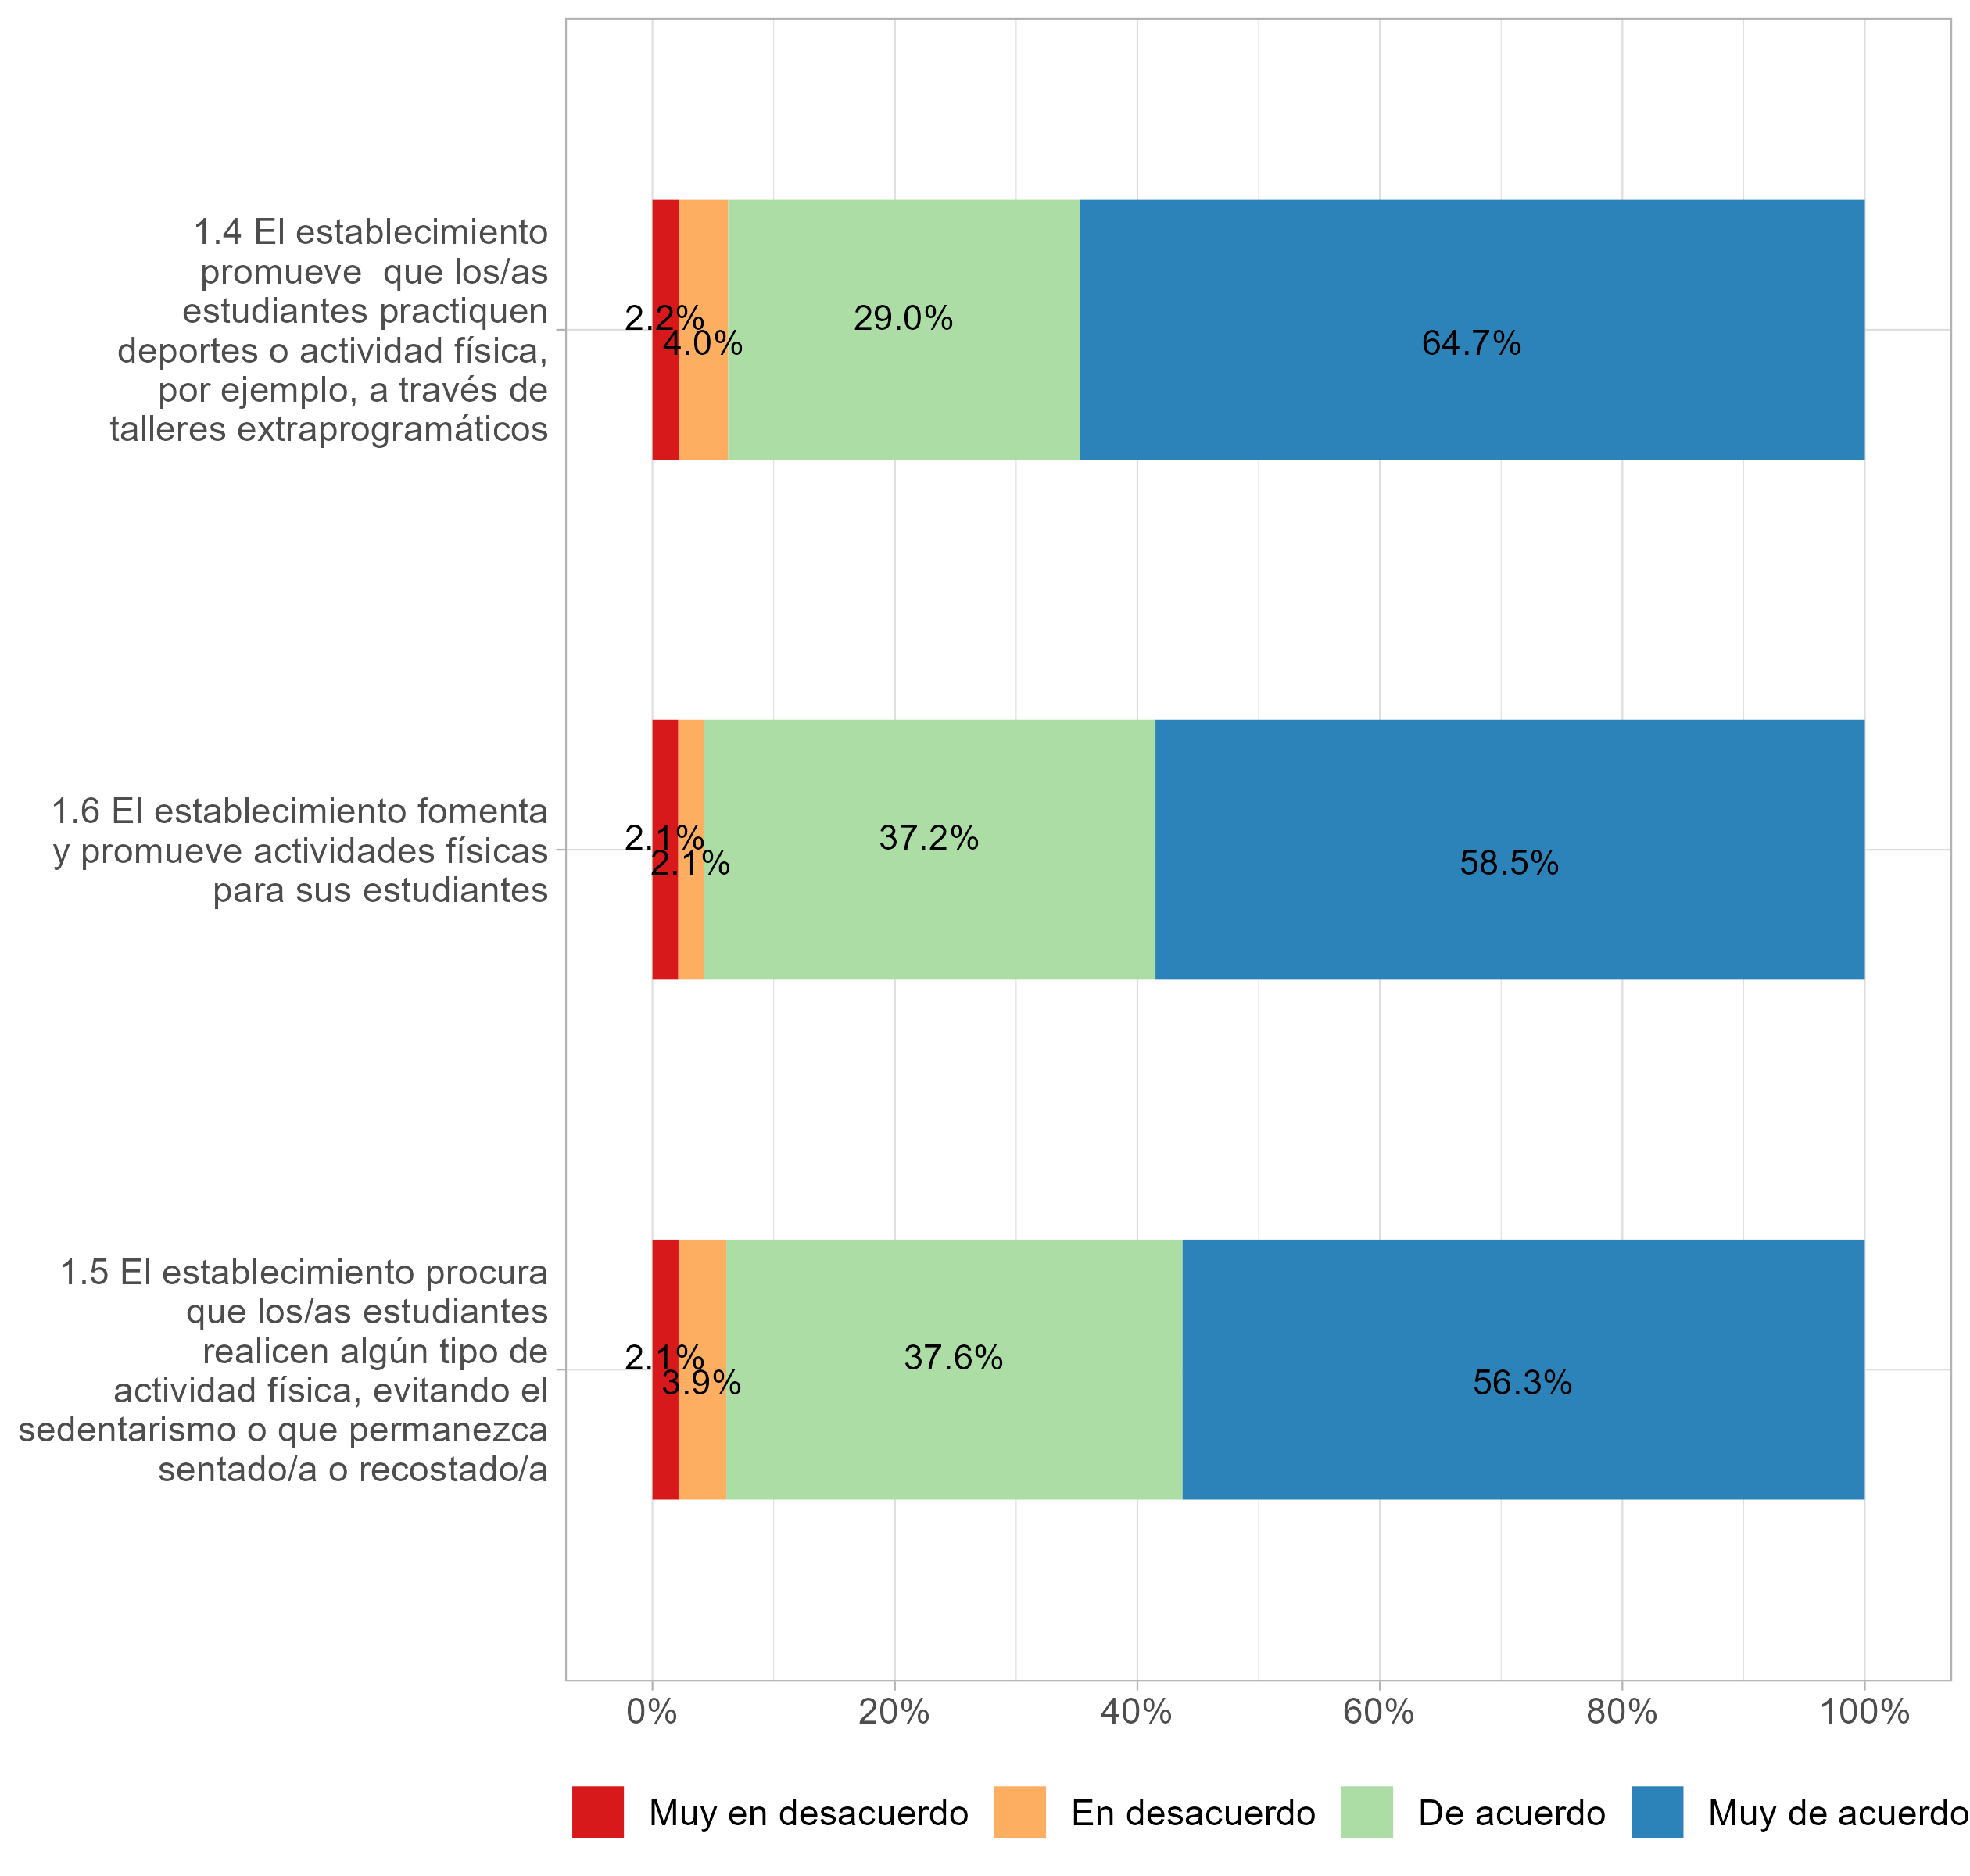 1.4 El establecimiento
promueve  que los/as
estudiantes practiquen
deportes o actividad física,
por ejemplo, a través de
talleres extraprogramáticos
2.2%
4.0%
29.0%
64.7%
1.6 El establecimiento fomenta
y promueve actividades físicas
para sus estudiantes
2.1%
2.1%
37.2%
58.5%
1.5 El establecimiento procura
que los/as estudiantes
realicen algún tipo de
actividad física, evitando el
sedentarismo o que permanezca
sentado/a o recostado/a
2.1%
3.9%
37.6%
56.3%
0% 20% 40% 60% 80% 100%
Muy en desacuerdo En desacuerdo De acuerdo Muy de acuerdo